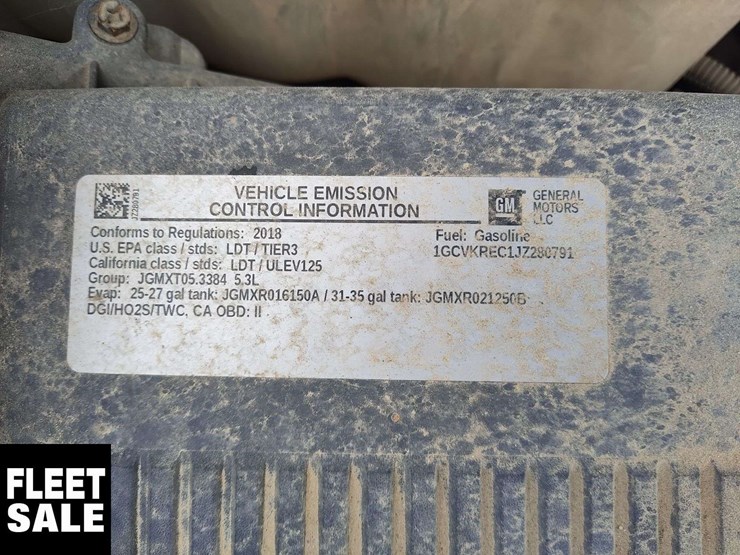 VEHICLE EMISSION
CONTROL INFORMATION
GM
GENERAL
MOTORS
LLC
JZ280791
Conforms to Regulations: 2018
Fuel: Gasoline
U.S. EPA class / stds: LDT / TIER3
1GCVKREC1JZ280791
California class / stds: LDT / ULEV125
Group: JGMXT05.3384 5.3L
Evap: 25-27 gal tank: JGMXR016150A / 31-35 gal tank: JGMXR021250B
DGI/HO2S/TWC, CA OBD: II
FLEET
SALE